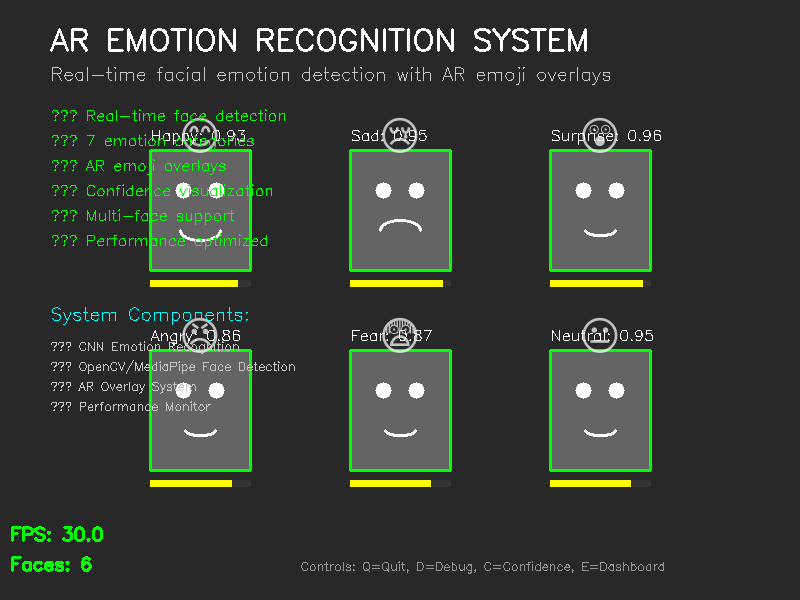 AR EMOTION RECOGNITION SYSTEM
Real-time facial emotion detection with AR emoji overlays
??? Real-time face detection
Happy: 0.93
Sad: 0.95
Surprise: 0.96
??? 7 emotion categories
??? AR emoji overlays
??? Confidence visualization
??? Multi-face support
??? Performance optimized
System Components:
Angry: 0.86
Fear: 0.87
Neutral: 0.95
??? CNN Emotion Recognition
??? OpenCV/MediaPipe Face Detection
??? AR Overlay System
??? Performance Monitor
FPS: 30.0
Faces: 6
Controls: Q=Quit, D=Debug, C=Confidence, E=Dashboard